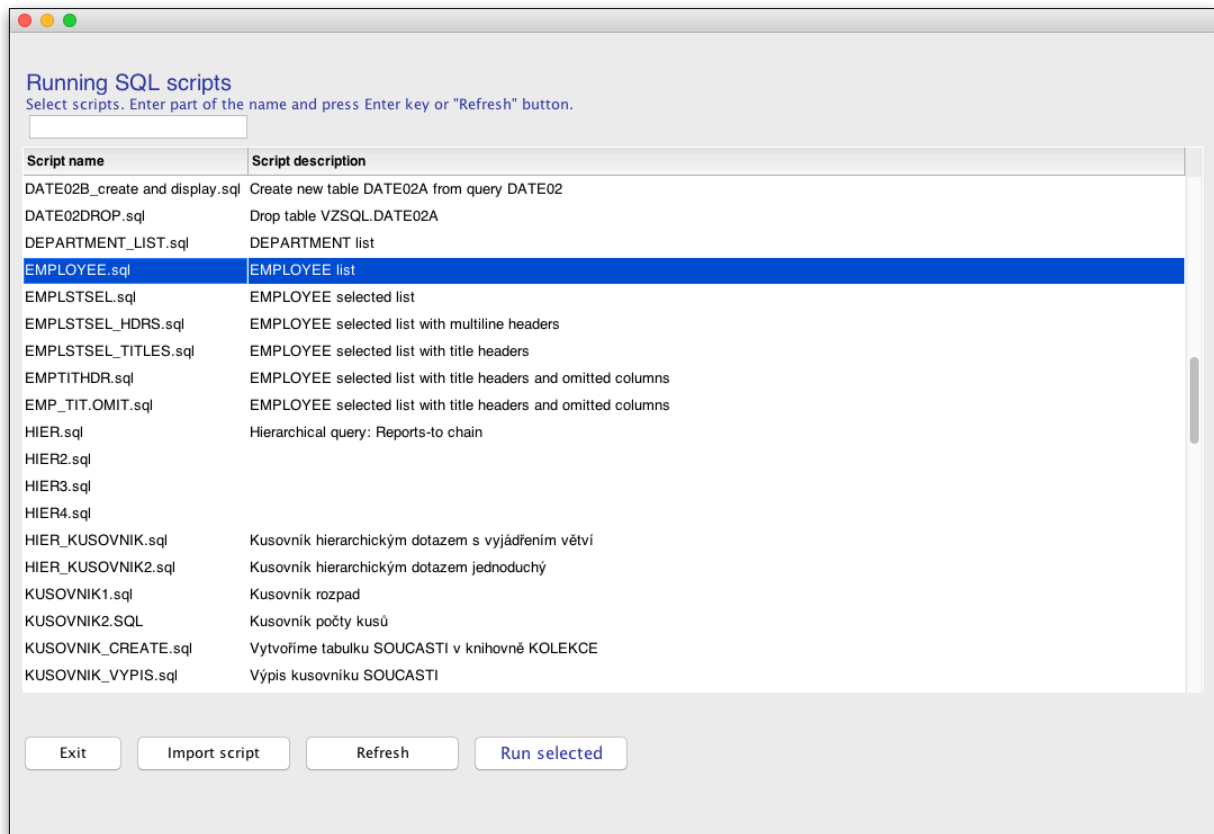 Running SQL scripts
Select scripts. Enter part of the name and press Enter key or "Refresh" button.
Script name Script description
DATE02B_create and display.sql Create new table DATE02A from query DATE02
DATE02DROP.sql Drop table VZSQL.DATE02A
DEPARTMENT_LIST.sql DEPARTMENT list
EMPLOYEE.sql EMPLOYEE list
EMPLSTSEL.sql EMPLOYEE selected list
EMPLSTSEL_HDRS.sql EMPLOYEE selected list with multiline headers
EMPLSTSEL_TITLES.sql EMPLOYEE selected list with title headers
EMPTITHDR.sql EMPLOYEE selected list with title headers and omitted columns
EMP_TIT.OMIT.sql EMPLOYEE selected list with title headers and omitted columns
HIER.sql Hierarchical query: Reports-to chain
HIER2.sql
HIER3.sql
HIER4.sql
HIER_KUSOVNIK.sql Kusovník hierarchickým dotazem s vyjádřením větví
HIER_KUSOVNIK2.sql Kusovník hierarchickým dotazem jednoduchý
KUSOVNIK1.sql Kusovník rozpad
KUSOVNIK2.SQL Kusovník počty kusů
KUSOVNIK_CREATE.sql Vytvoříme tabulku SOUCASTI v knihovně KOLEKCE
KUSOVNIK_VYPIS.sql Výpis kusovníku SOUCASTI
Exit Import script Refresh Run selected